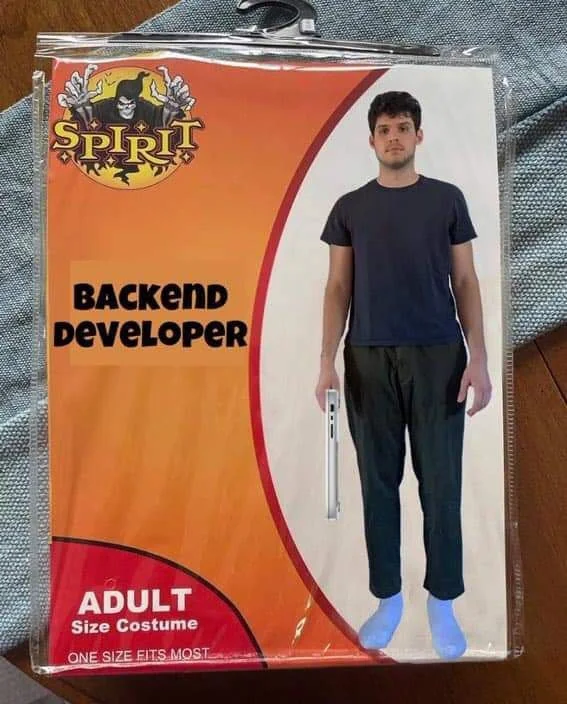 SPIRIT
BACKEND
DEVELOPER
ADULT
Size Costume
ONE SIZE FITS MOST